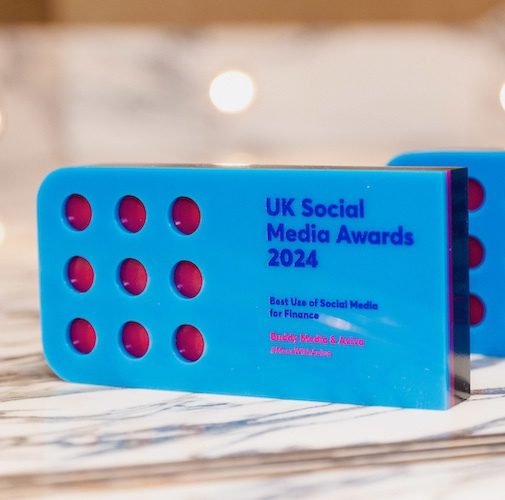 UK Social
Media Awards
2024
Best Use of Social Media
for Finance
Buddy Media & Aviva